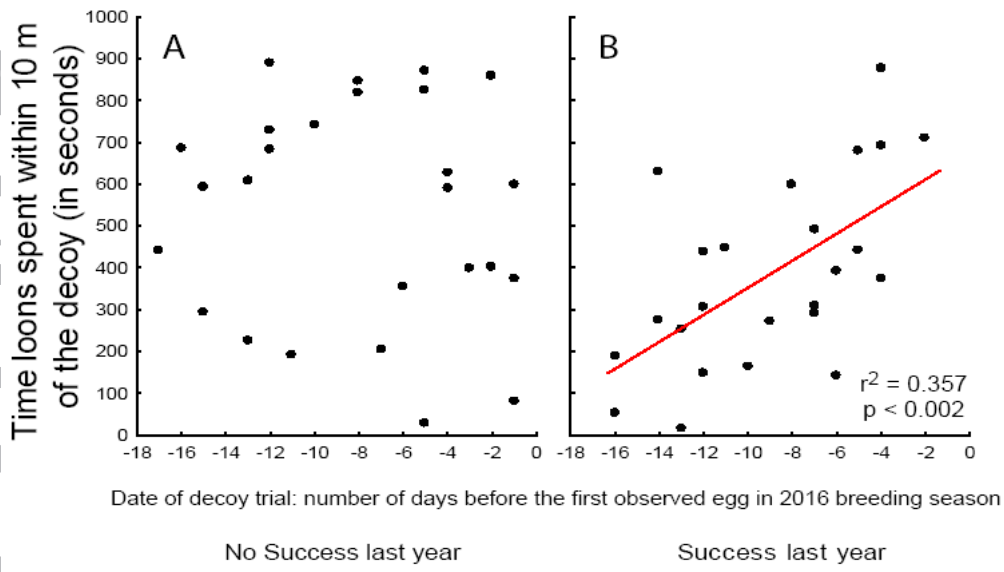 Time loons spent within 10 m
of the decoy (in seconds)
1000
900
800
700
600
500
400
300
200
100
0
A
B
r² = 0.357
p < 0.002
-18 -16 -14 -12 -10 -8 -6 -4 -2 0
-18 -16 -14 -12 -10 -8 -6 -4 -2 0
Date of decoy trial: number of days before the first observed egg in 2016 breeding season
No Success last year
Success last year